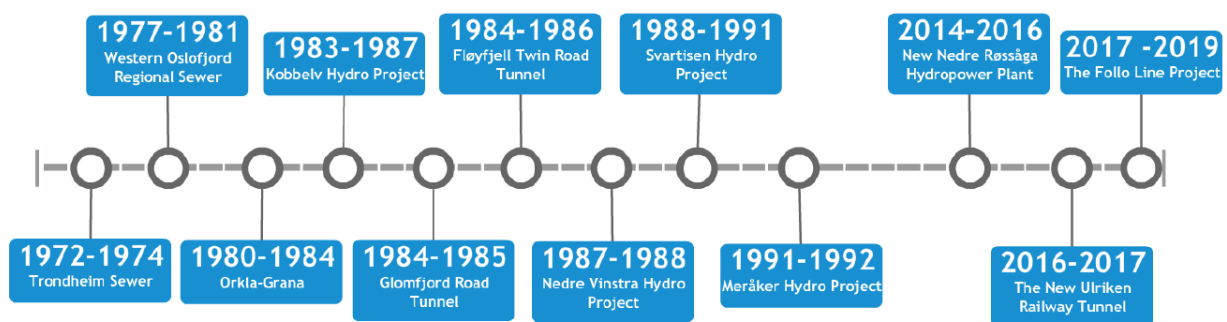 1977-1981
Western Oslofjord
Regional Sewer
1983-1987
Kobbelv Hydro Project
1984-1986
Fløyfjell Twin Road
Tunnel
1988-1991
Svartisen Hydro
Project
2014-2016
New Nedre Røssåga
Hydropower Plant
2017 -2019
The Follo Line Project
1972-1974
Trondheim Sewer
1980-1984
Orkla-Grana
1984-1985
Glomfjord Road
Tunnel
1987-1988
Nedre Vinstra Hydro
Project
1991-1992
Meråker Hydro Project
2016-2017
The New Ulriken
Railway Tunnel